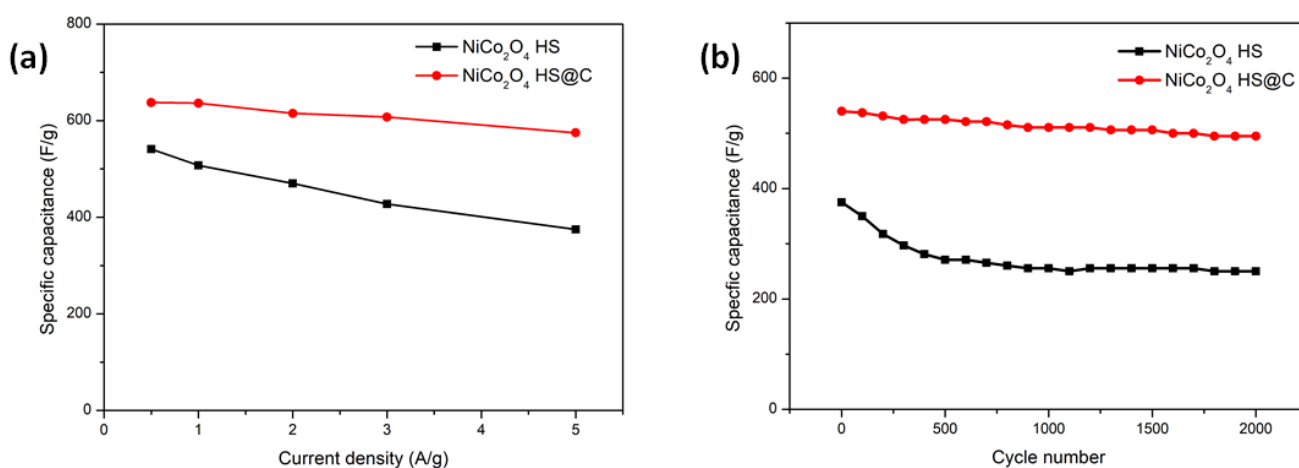 (a)
NiCo₂O₄ HS
NiCo₂O₄ HS@C
Specific capacitance (F/g)
800
600
400
200
0
0 1 2 3 4 5
Current density (A/g)
(b)
NiCo₂O₄ HS
NiCo₂O₄ HS@C
Specfic capacitance (F/g)
600
400
200
0
0 500 1000 1500 2000
Cycle number